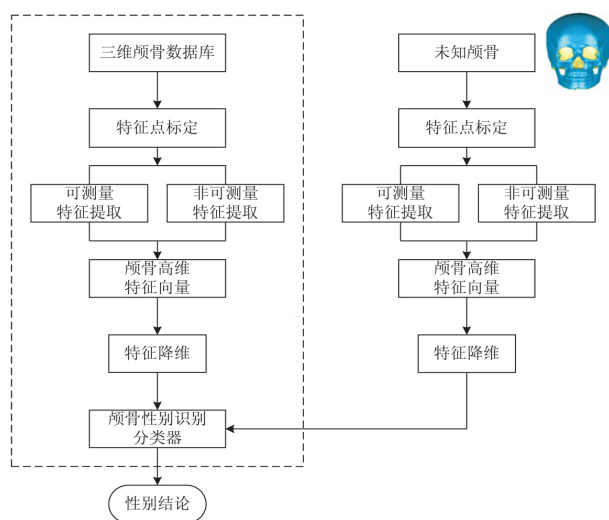 三维颅骨数据库
特征点标定
可测量
特征提取
非可测量
特征提取
颅骨高维
特征向量
特征降维
颅骨性别识别
分类器
性别结论
未知颅骨
特征点标定
可测量
特征提取
非可测量
特征提取
颅骨高维
特征向量
特征降维